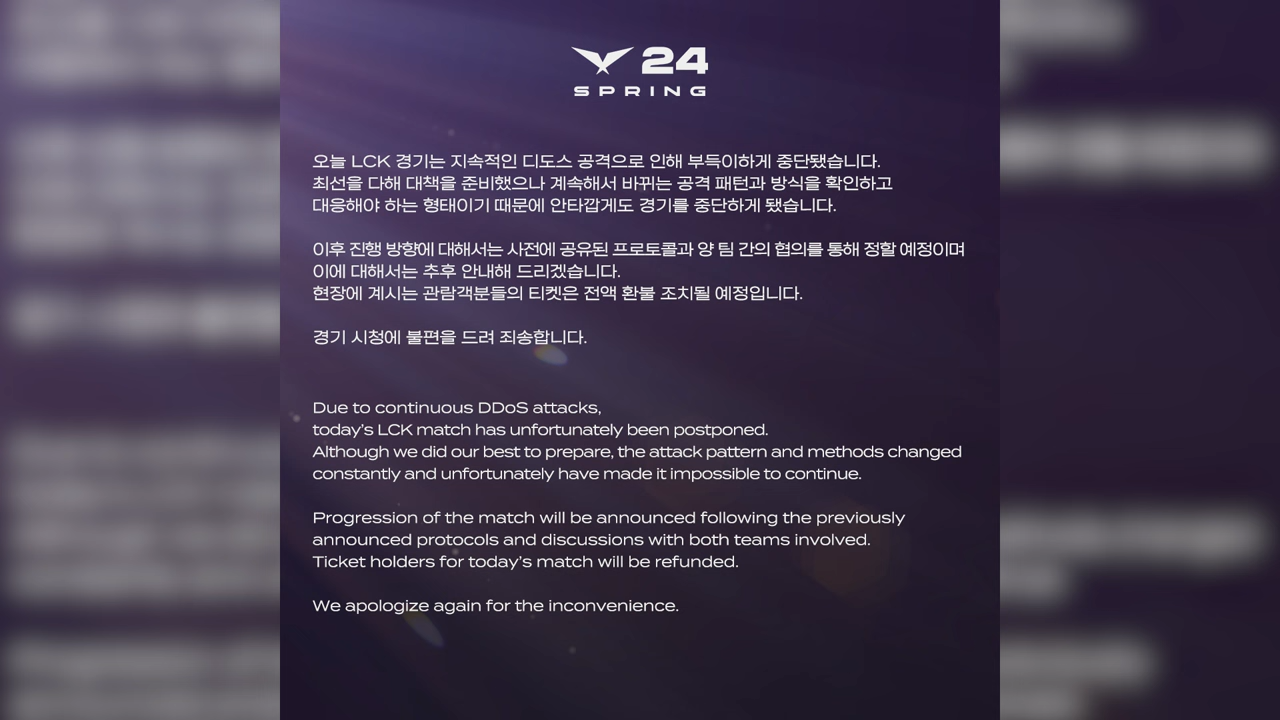 24
SPRING
오늘 LCK 경기는 지속적인 디도스 공격으로 인해 부득이하게 중단됐습니다.
최선을 다해 대책을 준비했으나 계속해서 바뀌는 공격 패턴과 방식을 확인하고
대응해야 하는 형태이기 때문에 안타깝게도 경기를 중단하게 됐습니다.
이후 진행 방향에 대해서는 사전에 공유된 프로토콜과 양 팀 간의 협의를 통해 정할 예정이며
이에 대해서는 추후 안내해 드리겠습니다.
현장에 계시는 관람객분들의 티켓은 전액 환불 조치될 예정입니다.
경기 시청에 불편을 드려 죄송합니다.
Due to continuous DDoS attacks,
today's LCK match has unfortunately been postponed.
Although we did our best to prepare, the attack pattern and methods changed
constantly and unfortunately have made it impossible to continue.
Progression of the match will be announced following the previously
announced protocols and discussions with both teams involved.
Ticket holders for today's match will be refunded.
We apologize again for the inconvenience.